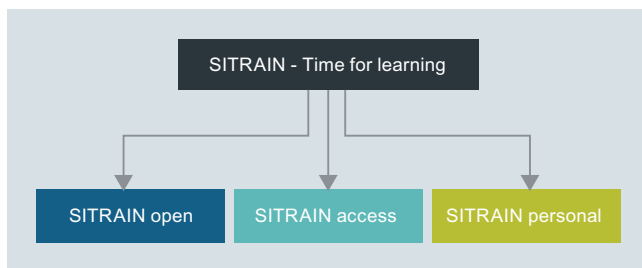 SITRAIN - Time for learning
SITRAIN open
SITRAIN access
SITRAIN personal